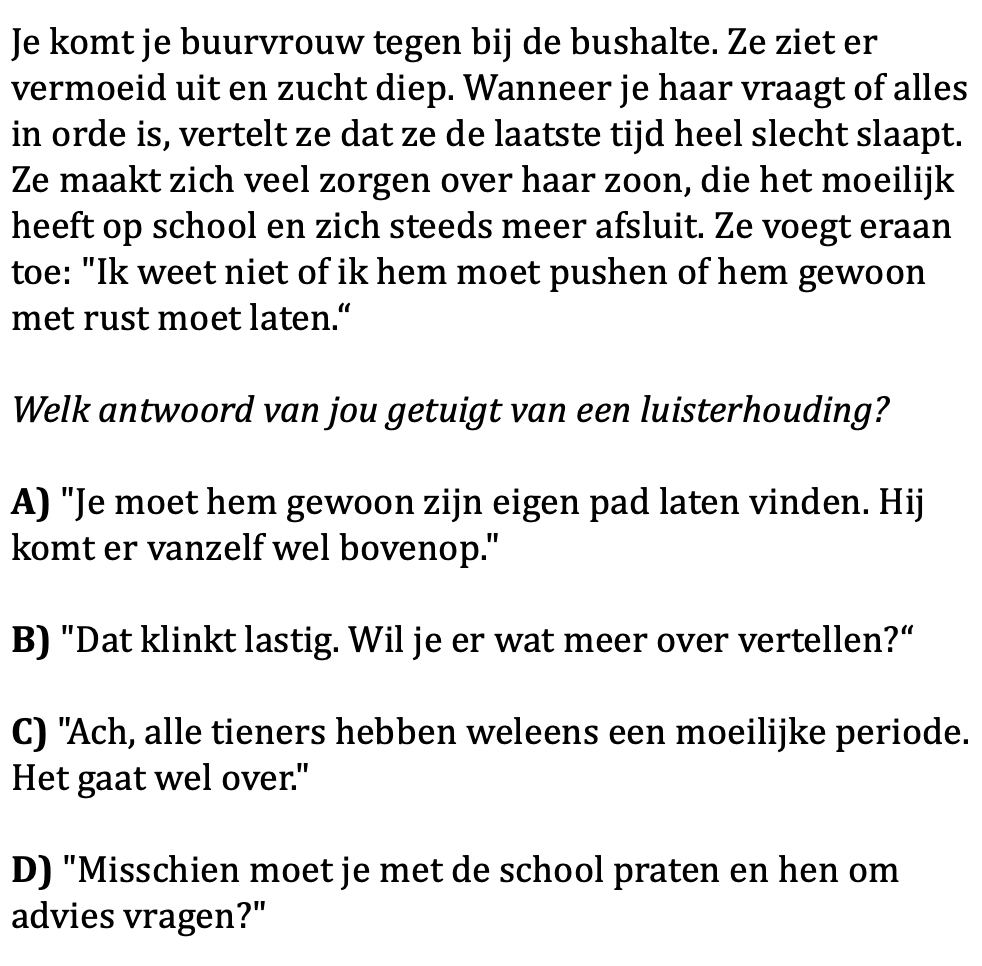 Je komt je buurvrouw tegen bij de bushalte. Ze ziet er
vermoeid uit en zucht diep. Wanneer je haar vraagt of alles
in orde is, vertelt ze dat ze de laatste tijd heel slecht slaapt.
Ze maakt zich veel zorgen over haar zoon, die het moeilijk
heeft op school en zich steeds meer afsluit. Ze voegt eraan
toe: "Ik weet niet of ik hem moet pushen of hem gewoon
met rust moet laten.“
Welk antwoord van jou getuigt van een luisterhouding?
A) "Je moet hem gewoon zijn eigen pad laten vinden. Hij
komt er vanzelf wel bovenop."
B) "Dat klinkt lastig. Wil je er wat meer over vertellen?“
C) "Ach, alle tieners hebben weleens een moeilijke periode.
Het gaat wel over."
D) "Misschien moet je met de school praten en hen om
advies vragen?"